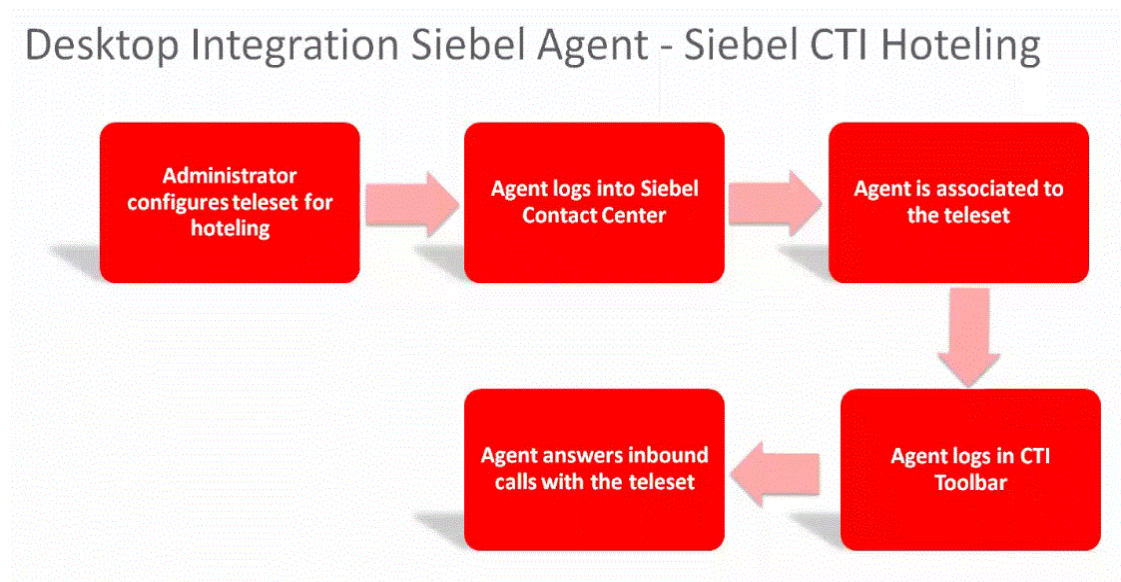 Desktop Integration Siebel Agent - Siebel CTI Hoteling
Administrator
configures teleset for
hoteling
Agent logs into Siebel
Contact Center
Agent is associated to
the teleset
Agent logs in CTI
Toolbar
Agent answers inbound
calls with the teleset